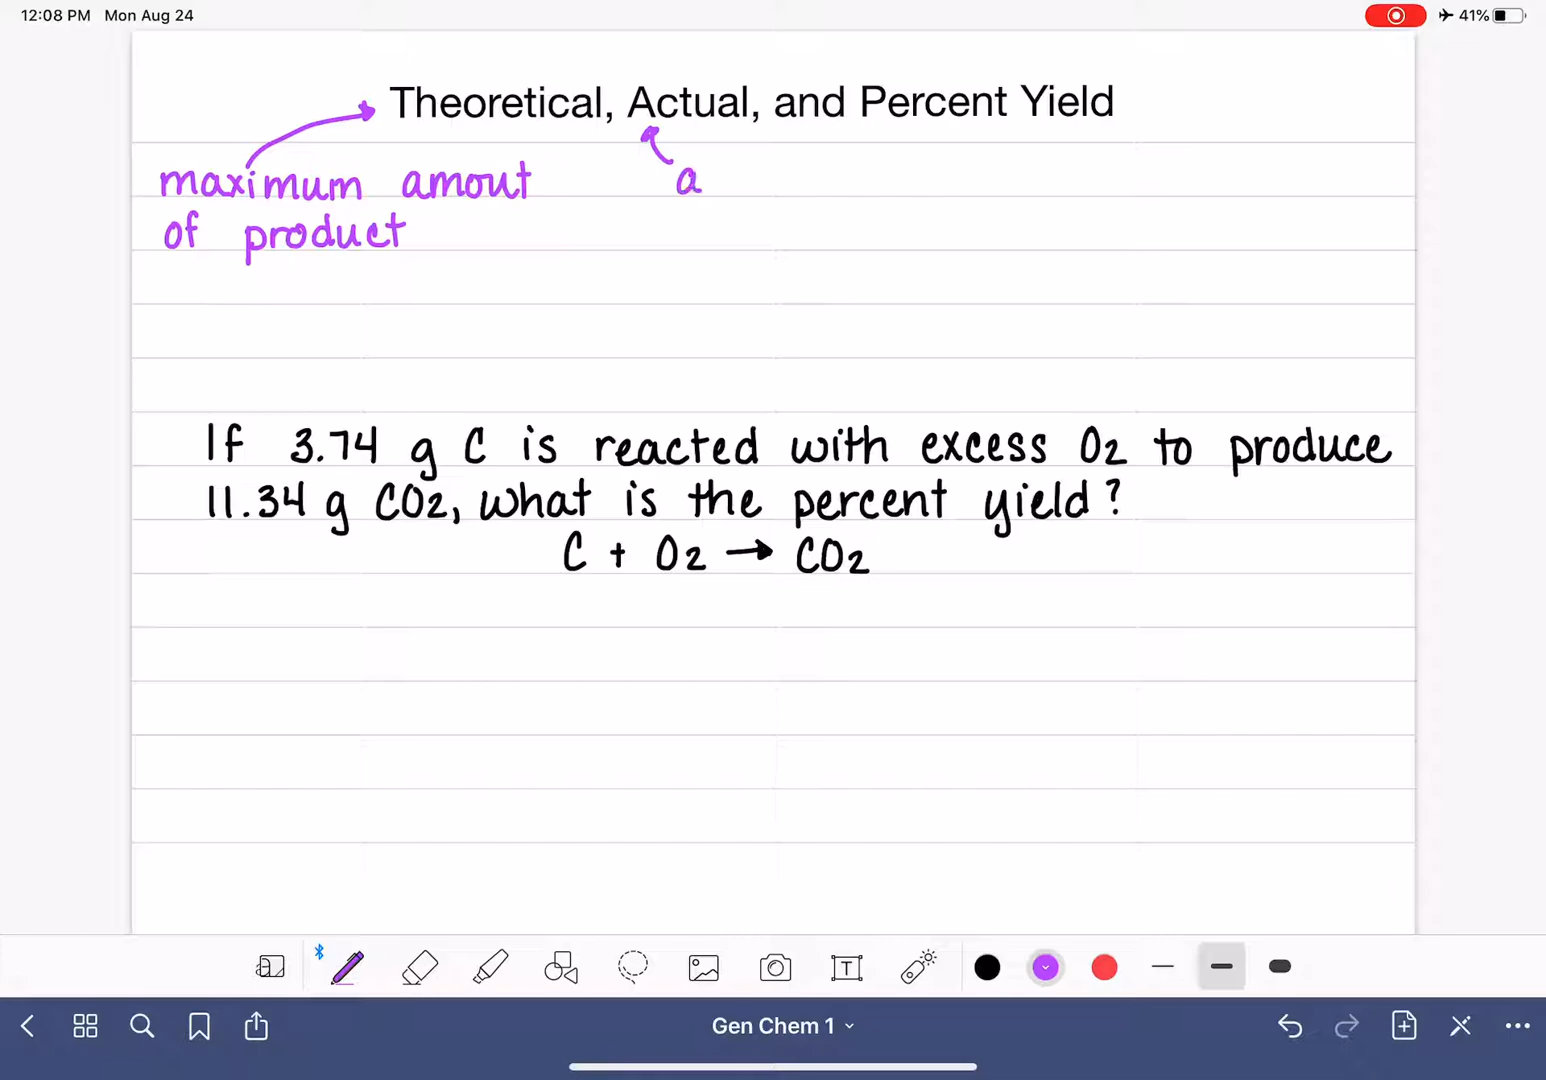 12:08 PM Mon Aug 24
41%
Theoretical, Actual, and Percent Yield
maximum amout
of product
a
If 3.74 g C is reacted with excess O2 to produce
11.34 g CO2, what is the percent yield?
C + O2 → CO2
T
Gen Chem 1